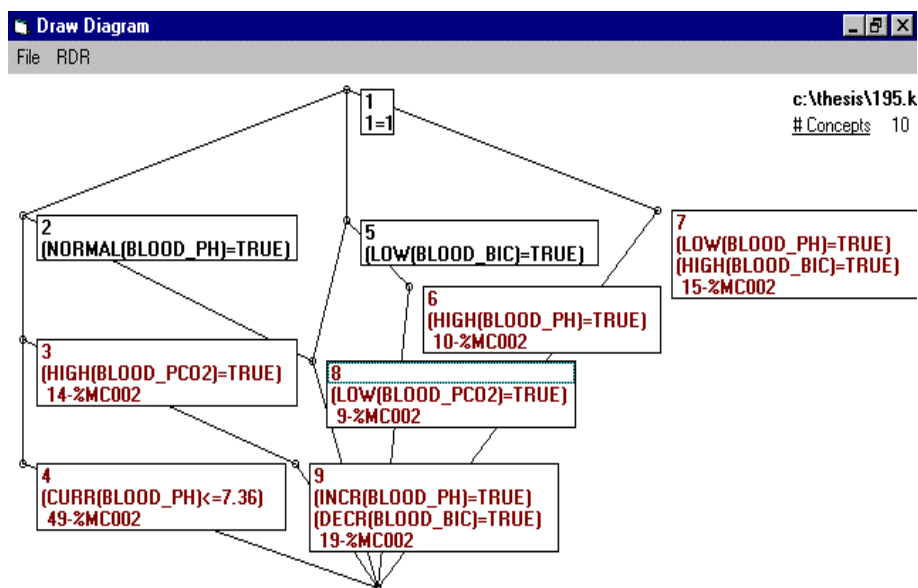 Draw Diagram
File RDR
c:\thesis\195.k
# Concepts 10
1
1=1
2
(NORMAL(BLOOD_PH)=TRUE)
5
(LOW(BLOOD_BIC)=TRUE)
7
(LOW(BLOOD_PH)=TRUE)
(HIGH(BLOOD_BIC)=TRUE)
15-%MC002
6
(HIGH(BLOOD_PH)=TRUE)
10-%MC002
3
(HIGH(BLOOD_PCO2)=TRUE)
14-%MC002
8
(LOW(BLOOD_PCO2)=TRUE)
9-%MC002
4
(CURR(BLOOD_PH)<=7.36)
49-%MC002
9
(INCR(BLOOD_PH)=TRUE)
(DECR(BLOOD_BIC)=TRUE)
19-%MC002